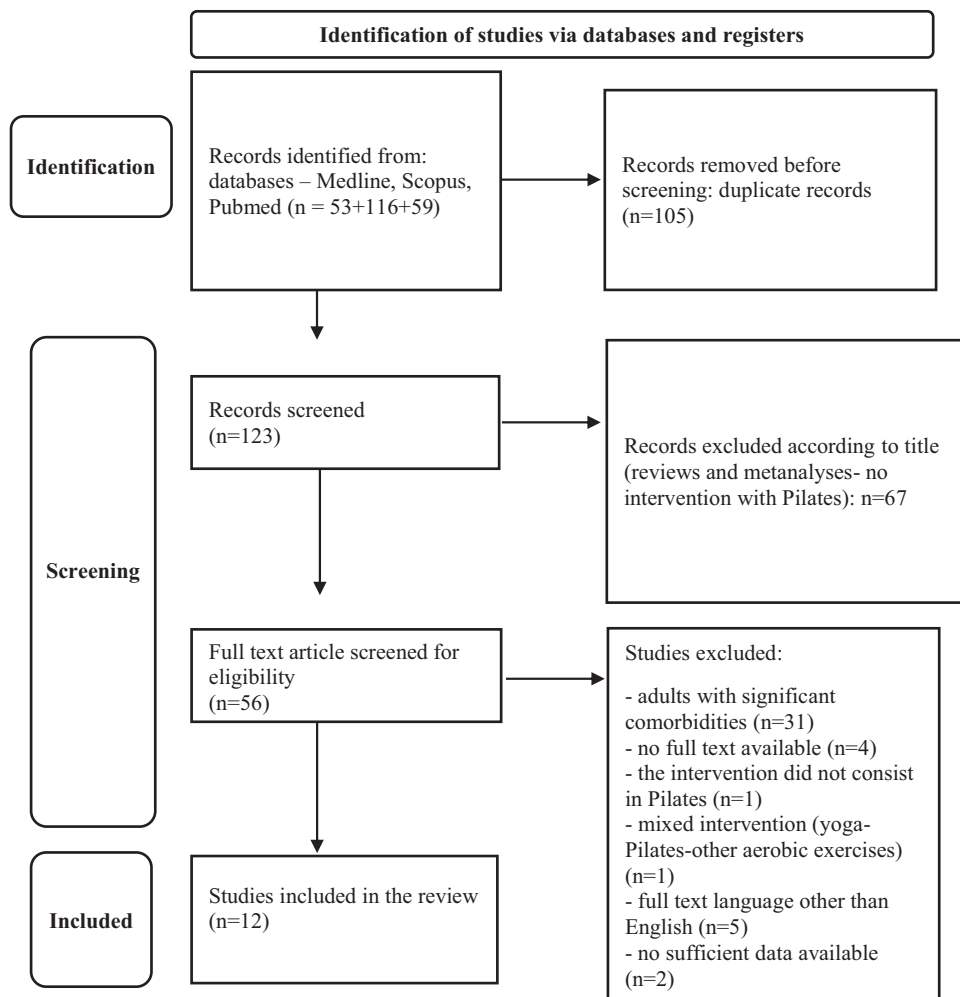 Identification of studies via databases and registers
Identification
Records identified from:
databases – Medline, Scopus,
Pubmed (n = 53+116+59)
Records removed before
screening: duplicate records
(n=105)
Screening
Records screened
(n=123)
Records excluded according to title
(reviews and metanalyses- no
intervention with Pilates): n=67
Full text article screened for
eligibility
(n=56)
Studies excluded:
- adults with significant
comorbidities (n=31)
- no full text available (n=4)
- the intervention did not consist
in Pilates (n=1)
- mixed intervention (yoga-
Pilates-other aerobic exercises)
(n=1)
- full text language other than
English (n=5)
- no sufficient data available
(n=2)
Included
Studies included in the review
(n=12)